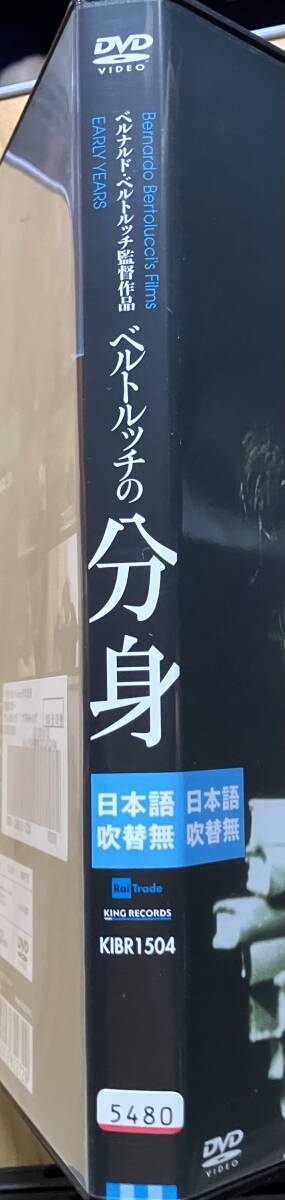 DVD
VIDEO
Bernardo Bertolucci's Films
EARLY YEARS
ベルナルド・ベルトルッチ監督作品
ベルトルッチの
分身
日本語
吹替無
日本語
吹替無
Rai Trade
KING RECORDS
KIBR1504
5480
DVD
VIDEO
DVD